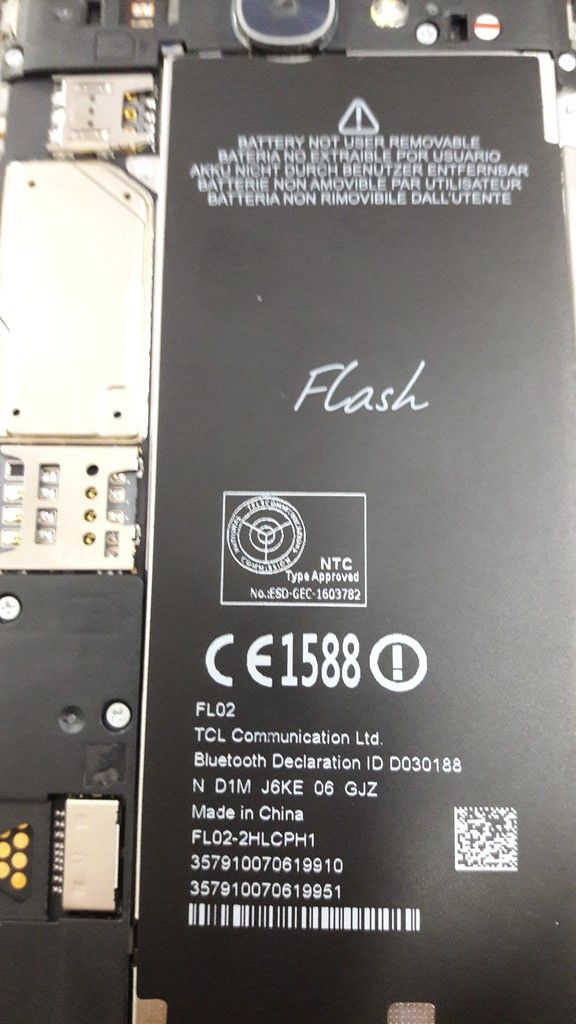 BATTERY NOT USER REMOVABLE
BATERIA NO EXTRAIBLE POR USUARIO
AKKU NICHT DURCH BENUTZER ENTFERNBAR
BATTERIE NON AMOVIBLE PAR UTILISATEUR
BATTERIA NON RIMOVIBILE DALL'UTENTE
Flash
NTC
Type Approved
No.:ESD-GEC-1603782
CE1588
FL02
TCL Communication Ltd.
Bluetooth Declaration ID D030188
N D1M J6KE 06 GJZ
Made in China
FL02-2HLCPH1
357910070619910
357910070619951